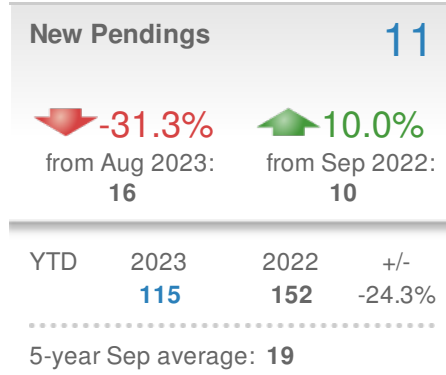 New Pendings 11
-31.3% 10.0%
from Aug 2023: from Sep 2022:
16 10
YTD 2023 2022 +/-
115 152 -24.3%
5-year Sep average: 19